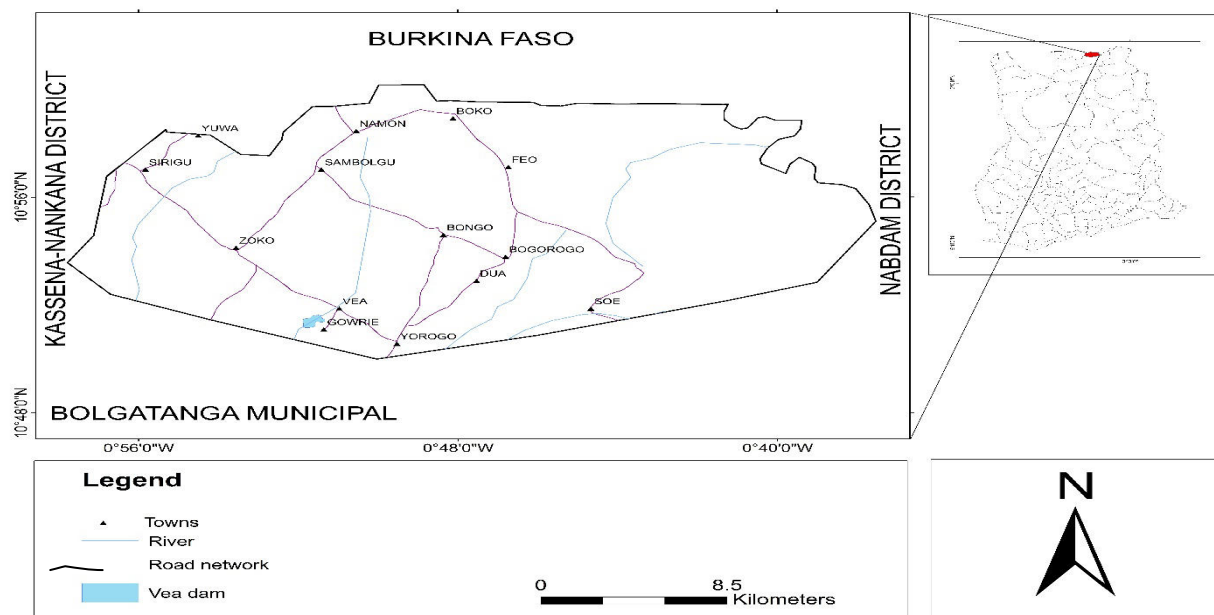 BURKINA FASO
KASSENA-NANKANA DISTRICT
NABDAM DISTRICT
BOLGATANGA MUNICIPAL
YUWA
NAMON
BOKO
SIRIGU
SAMBOLGU
FEO
ZOKO
BONGO
BOGOROGO
DUA
VEA
SOE
GOWRIE
YOROGO
10°56'0"N
10°48'0"N
0°56'0"W
0°48'0"W
0°40'0"W
Legend
Towns
River
Road network
Vea dam
0
8.5
Kilometers
N